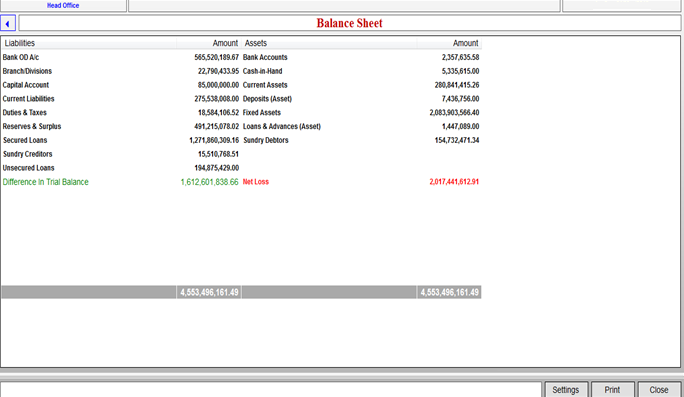 Head Office
Balance Sheet
Liabilities Amount Assets Amount
Bank OD A/c 565,520,189.67 Bank Accounts 2,357,635.58
Branch/Divisions 22,790,433.95 Cash-in-Hand 5,335,615.00
Capital Account 85,000,000.00 Current Assets 280,841,415.26
Current Liabilities 275,538,008.00 Deposits (Asset) 7,436,756.00
Duties & Taxes 18,584,106.52 Fixed Assets 2,083,903,566.40
Reserves & Surplus 491,215,078.02 Loans & Advances (Asset) 1,447,089.00
Secured Loans 1,271,860,309.16 Sundry Debtors 154,732,471.34
Sundry Creditors 15,510,768.51
Unsecured Loans 194,875,429.00
Difference In Trial Balance 1,612,601,838.66 Net Loss 2,017,441,612.91
4,553,496,161.49 4,553,496,161.49
Settings Print Close